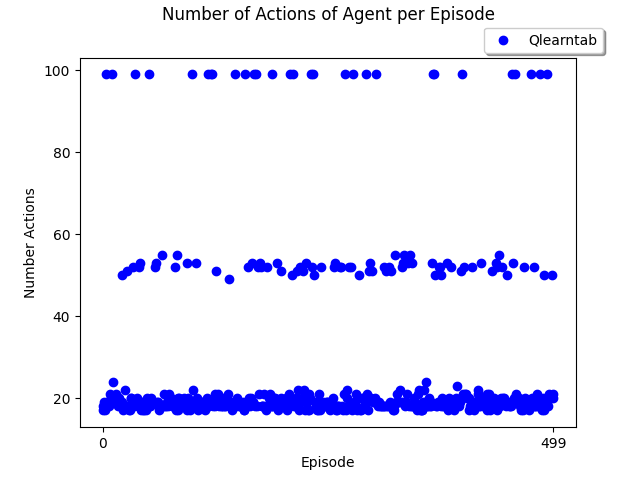 Number of Actions of Agent per Episode
Qlearntab
100
80
60
40
20
Number Actions
0
499
Episode